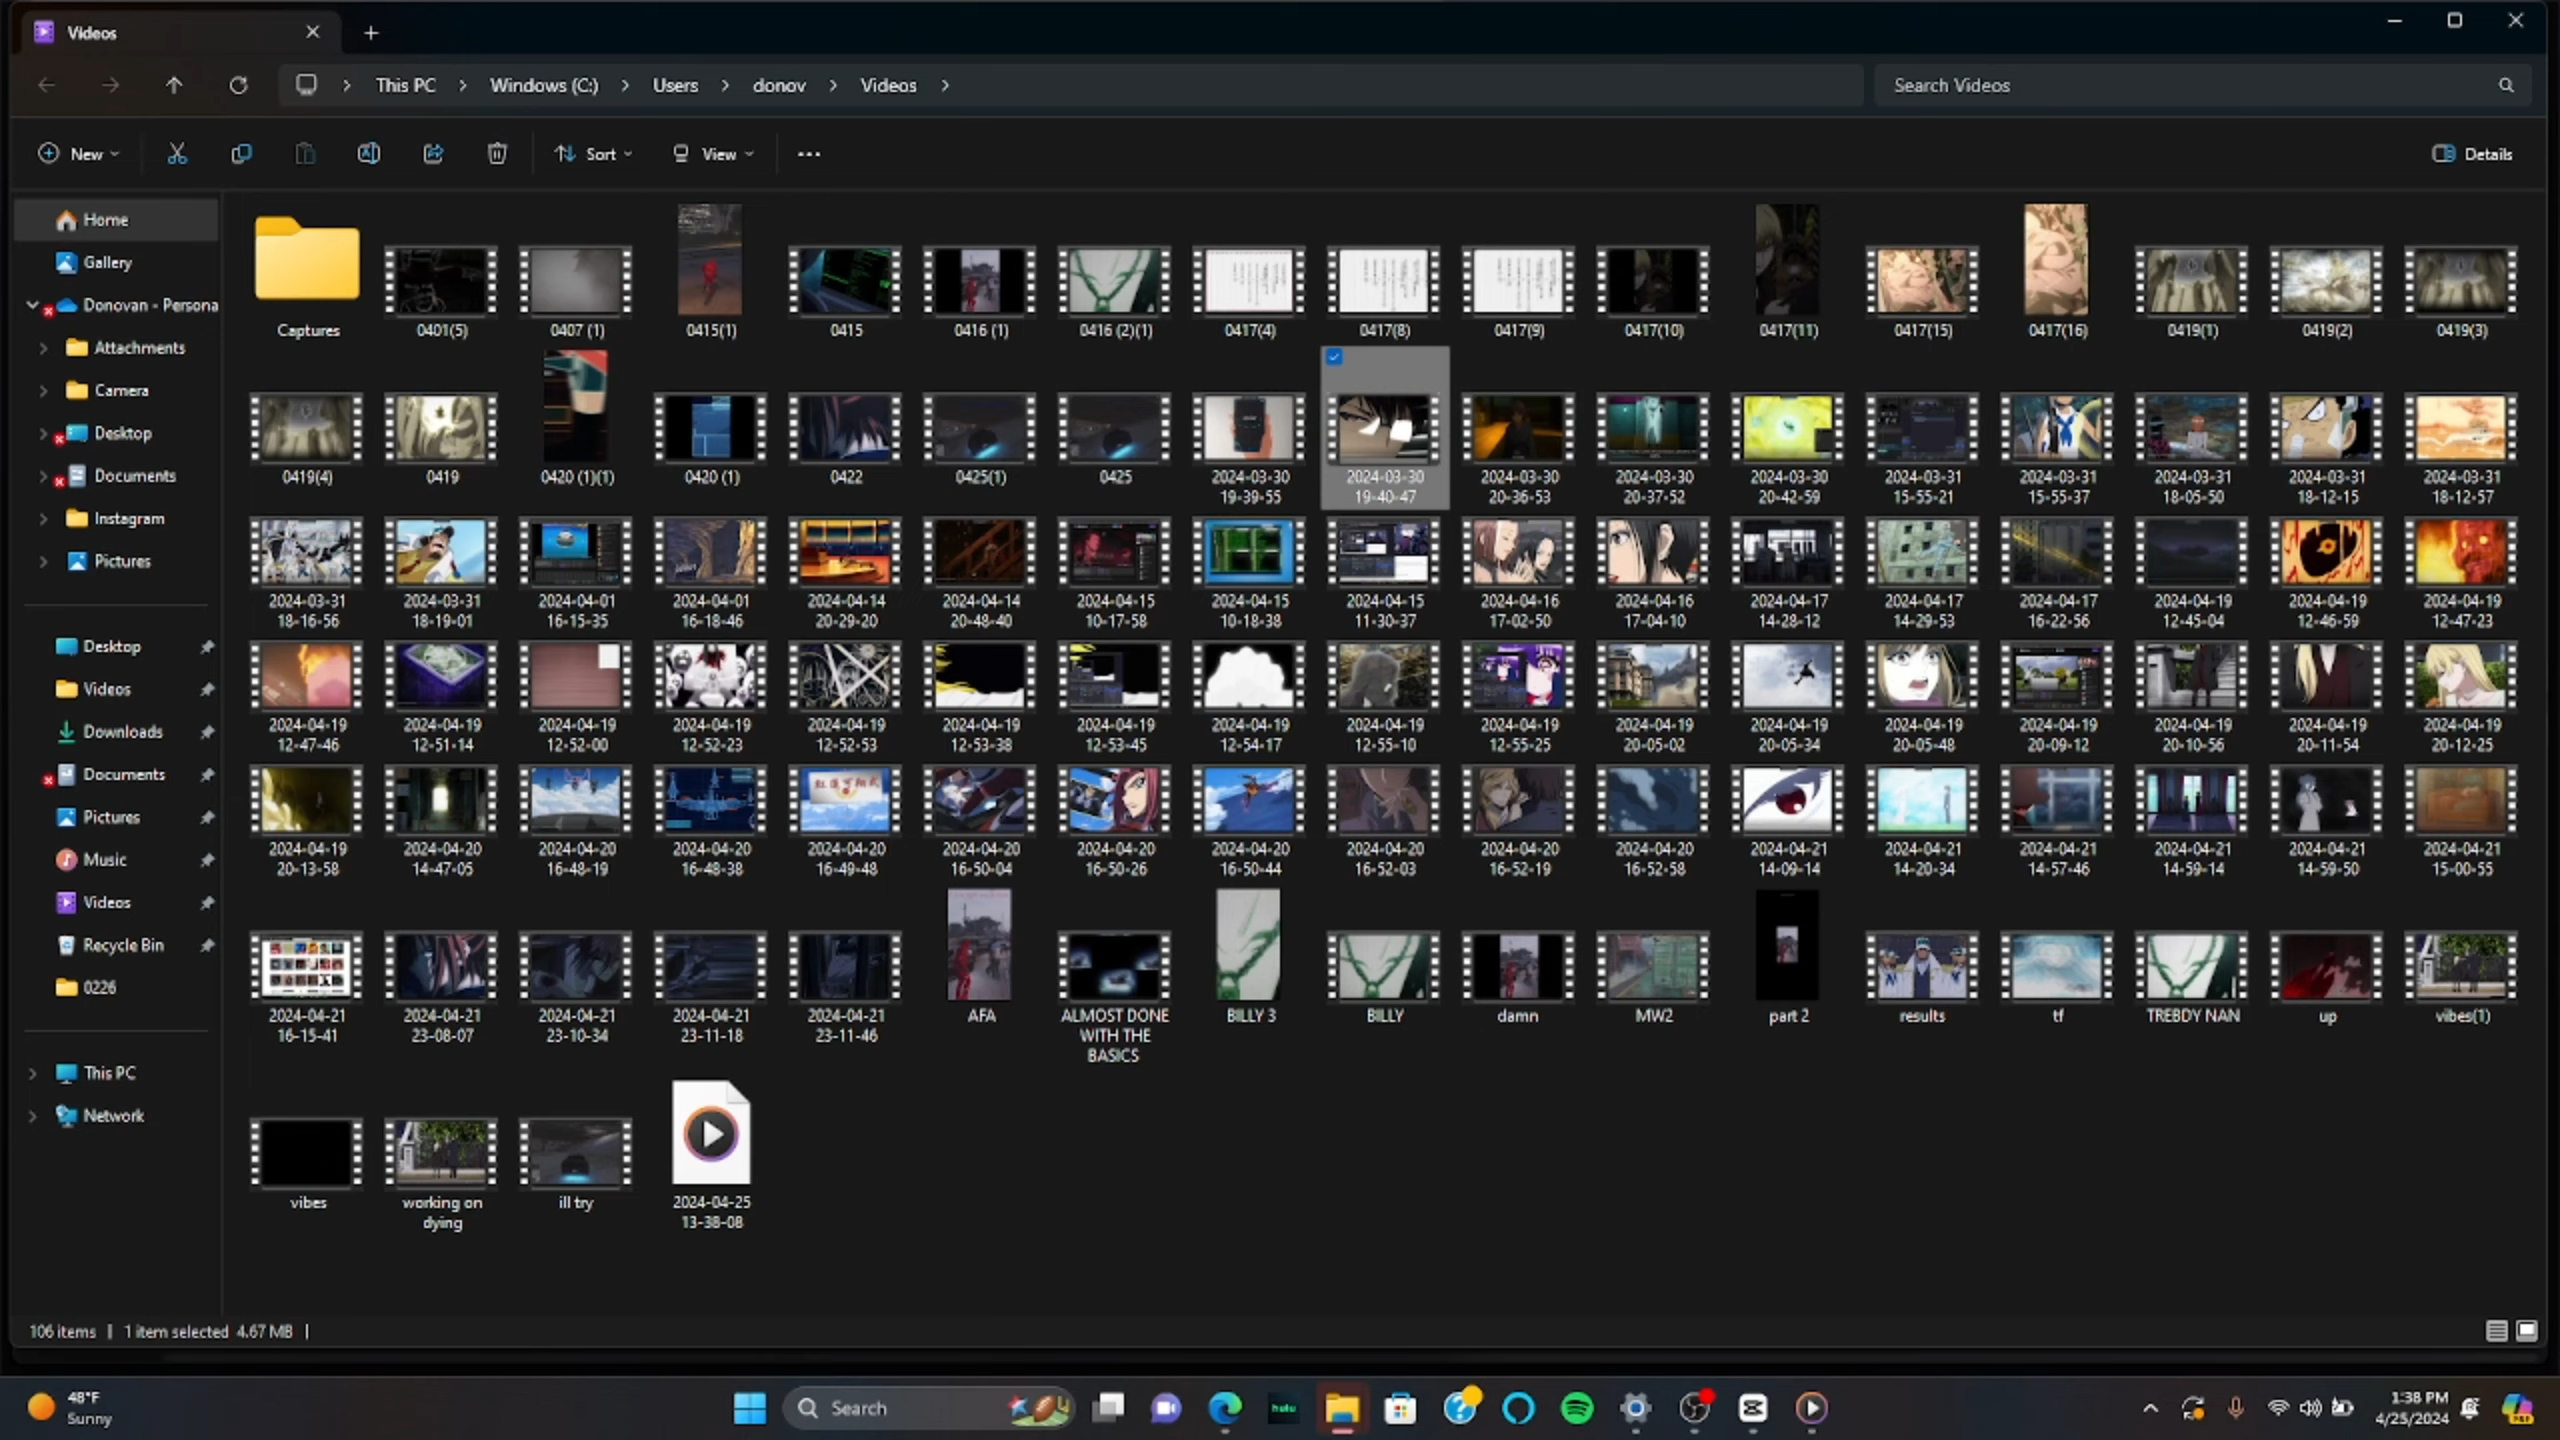 Videos
This PC
Windows (C:)
Users
donov
Videos
Search Videos
New
Sort
View
Details
Home
Gallery
Donovan - Persona
Attachments
Camera
Desktop
Documents
Instagram
Pictures
Desktop
Videos
Downloads
Documents
Pictures
Music
Videos
Recycle Bin
0226
This PC
Network
Captures
0401(5)
0407 (1)
0415(1)
0415
0416 (1)
0416 (2)(1)
0417(4)
0417(8)
0417(9)
0417(10)
0417(11)
0417(15)
0417(16)
0419(1)
0419(2)
0419(3)
0419(4)
0419
0420 (1)(1)
0420 (1)
0422
0425(1)
0425
2024-03-30
19-39-55
2024-03-30
19-40-47
2024-03-30
20-36-53
2024-03-30
20-37-52
2024-03-30
20-42-59
2024-03-31
15-55-21
2024-03-31
15-55-37
2024-03-31
18-05-50
2024-03-31
18-12-15
2024-03-31
18-12-57
2024-03-31
18-16-56
2024-03-31
18-19-01
2024-04-01
16-15-35
2024-04-01
16-18-46
2024-04-14
20-29-20
2024-04-14
20-48-40
2024-04-15
10-17-58
2024-04-15
10-18-38
2024-04-15
11-30-37
2024-04-16
17-02-50
2024-04-16
17-04-10
2024-04-17
14-28-12
2024-04-17
14-29-53
2024-04-17
16-22-56
2024-04-19
12-45-04
2024-04-19
12-46-59
2024-04-19
12-47-23
2024-04-19
12-47-46
2024-04-19
12-51-14
2024-04-19
12-52-00
2024-04-19
12-52-23
2024-04-19
12-52-53
2024-04-19
12-53-38
2024-04-19
12-53-45
2024-04-19
12-54-17
2024-04-19
12-55-10
2024-04-19
12-55-25
2024-04-19
20-05-02
2024-04-19
20-05-34
2024-04-19
20-05-48
2024-04-19
20-09-12
2024-04-19
20-10-56
2024-04-19
20-11-54
2024-04-19
20-12-25
2024-04-19
20-13-58
2024-04-20
14-47-05
2024-04-20
16-48-19
2024-04-20
16-48-38
2024-04-20
16-49-48
2024-04-20
16-50-04
2024-04-20
16-50-26
2024-04-20
16-50-44
2024-04-20
16-52-03
2024-04-20
16-52-19
2024-04-20
16-52-58
2024-04-21
14-09-14
2024-04-21
14-20-34
2024-04-21
14-57-46
2024-04-21
14-59-14
2024-04-21
14-59-50
2024-04-21
15-00-55
2024-04-21
16-15-41
2024-04-21
23-08-07
2024-04-21
23-10-34
2024-04-21
23-11-18
2024-04-21
23-11-46
AFA
ALMOST DONE
WITH THE
BASICS
BILLY 3
BILLY
damn
MW2
part 2
results
tf
TREBDY NAN
up
vibes(1)
vibes
working on
dying
ill try
2024-04-25
13-38-08
106 items
1 item selected 4.67 MB
48°F
Sunny
Search
hulu
1:38 PM
4/25/2024